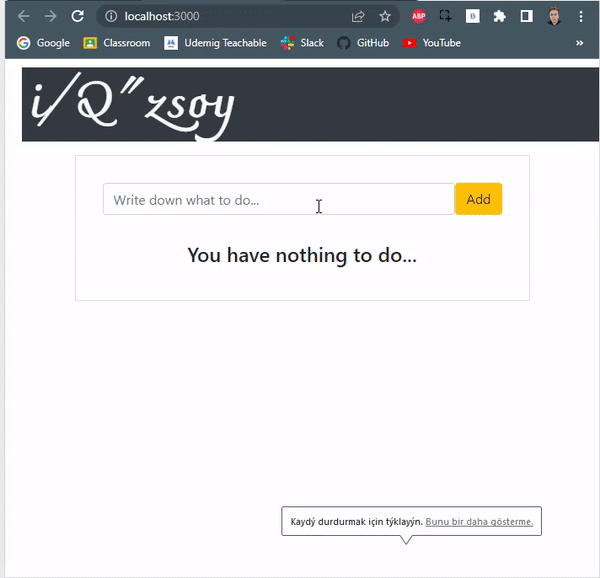 localhost:3000
ABP
B
Google Classroom Udemig Teachable Slack GitHub YouTube »
i/Q"zsoy
Write down what to do... Add
You have nothing to do...
Kaydý durdurmak için týklayýn. Bunu bir daha gösterme.